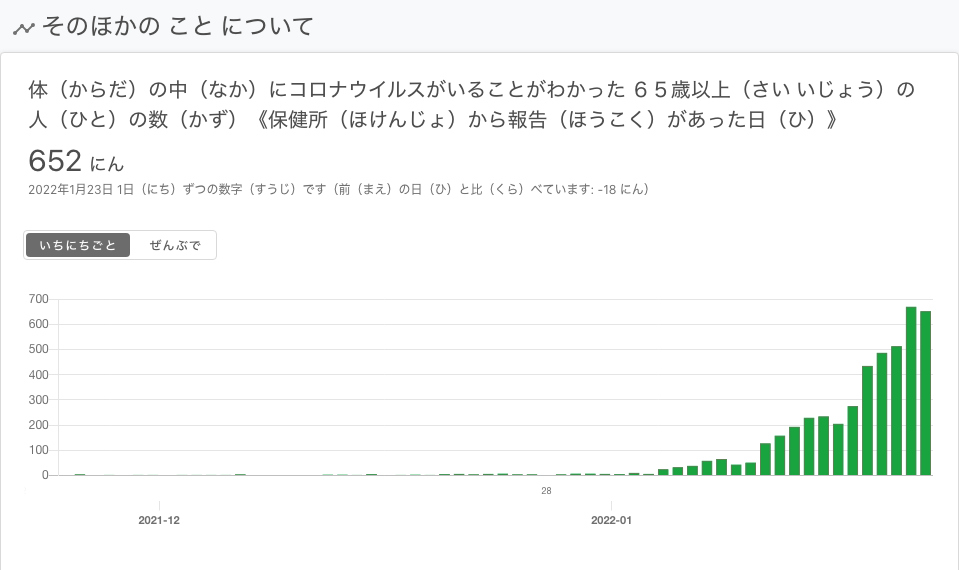 そのほかの こと について
体（からだ）の中（なか）にコロナウイルスがいることがわかった ６５歳以上（さい いじょう）の
人（ひと）の数（かず）《保健所（ほけんじょ）から報告（ほうこく）があった日（ひ）》
652 にん
2022年1月23日 1日（にち）ずつの数字（すうじ）です（前（まえ）の日（ひ）と比（くら）べています: -18 にん）
いちにちごと ぜんぶで
700
600
500
400
300
200
100
0
28
2021-12 2022-01